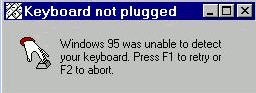 Keyboard not plugged
Windows 95 was unable to detect
your keyboard. Press F1 to retry or
F2 to abort.